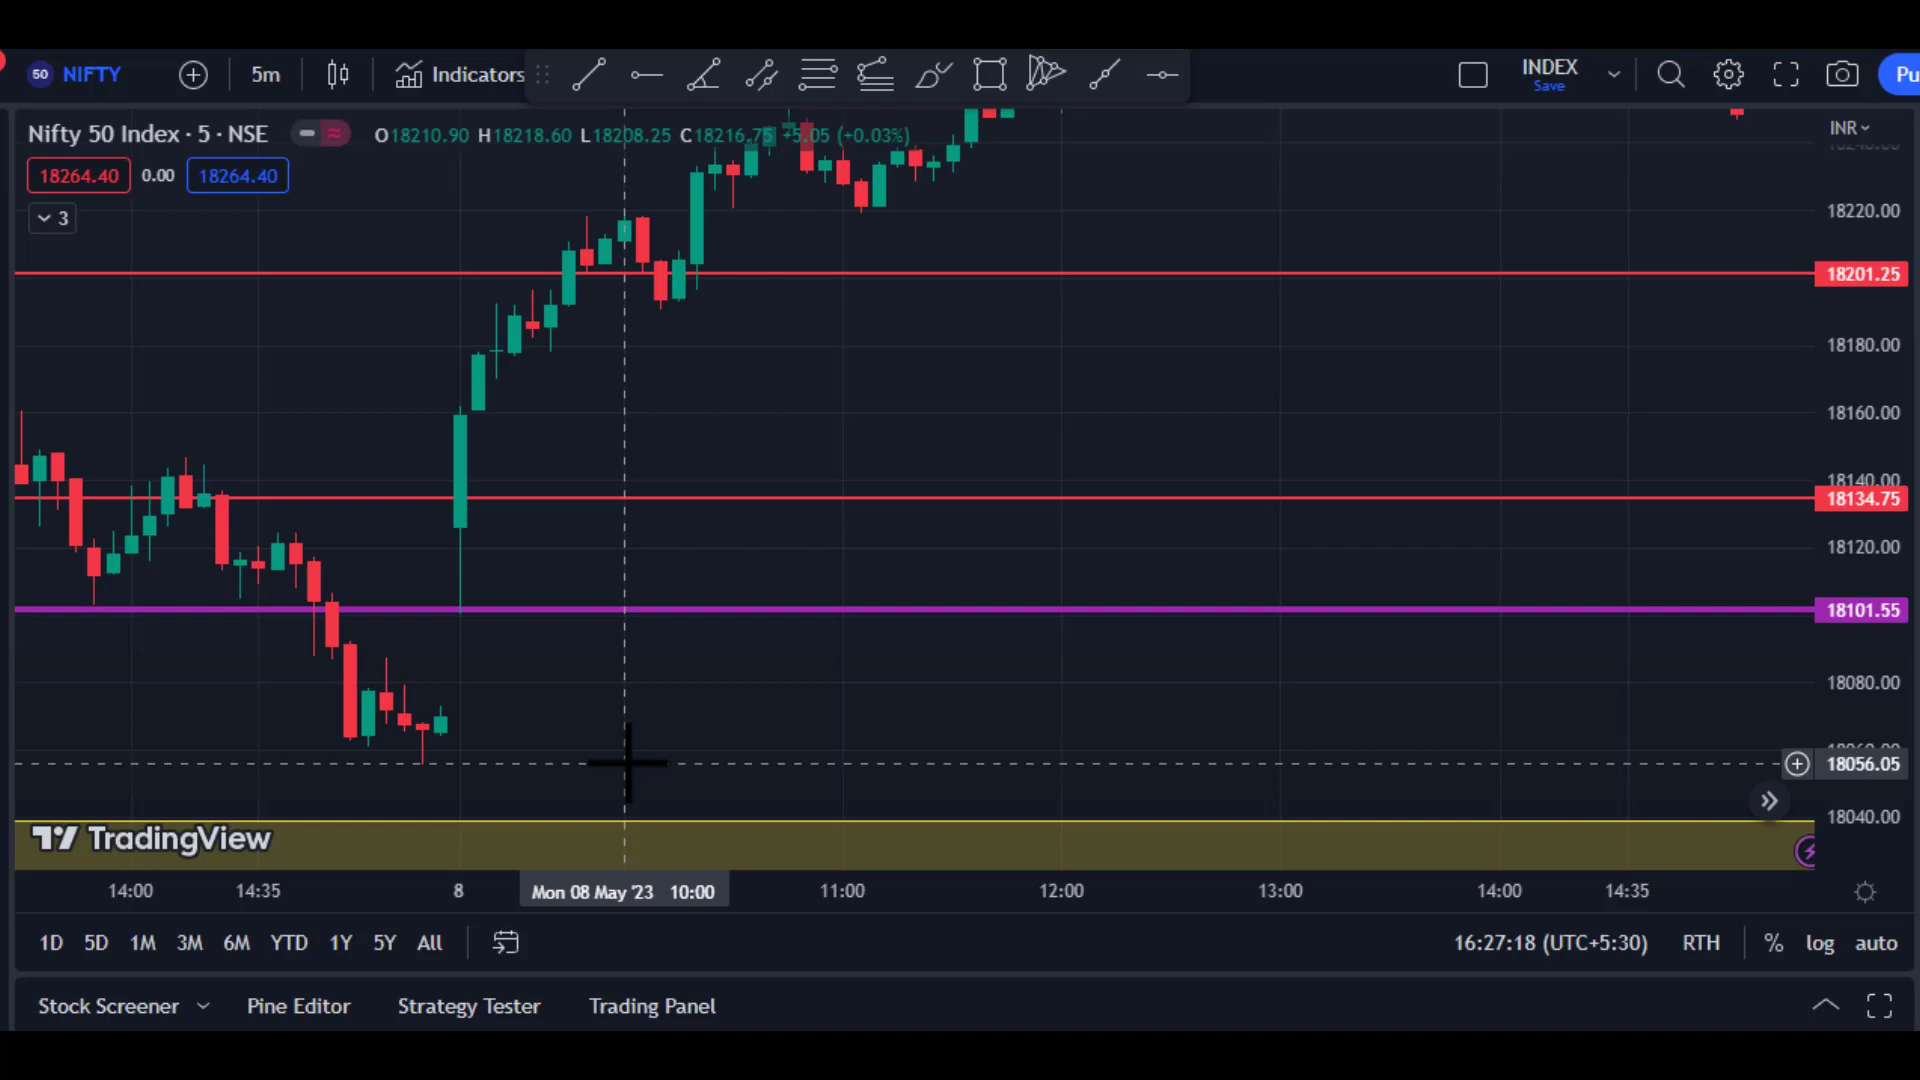 50 NIFTY 5m Indicators INDEX Save Pu
Nifty 50 Index · 5 · NSE O18210.90 H18218.60 L18208.25 C18216.75 +5.05 (+0.03%) INR
18264.40 0.00 18264.40
3
18220.00
18201.25
18180.00
18160.00
18140.00
18134.75
18120.00
18101.55
18080.00
18056.05
18040.00
TradingView
14:00 14:35 8 Mon 08 May '23 10:00 11:00 12:00 13:00 14:00 14:35
1D 5D 1M 3M 6M YTD 1Y 5Y All 16:27:18 (UTC+5:30) RTH % log auto
Stock Screener Pine Editor Strategy Tester Trading Panel